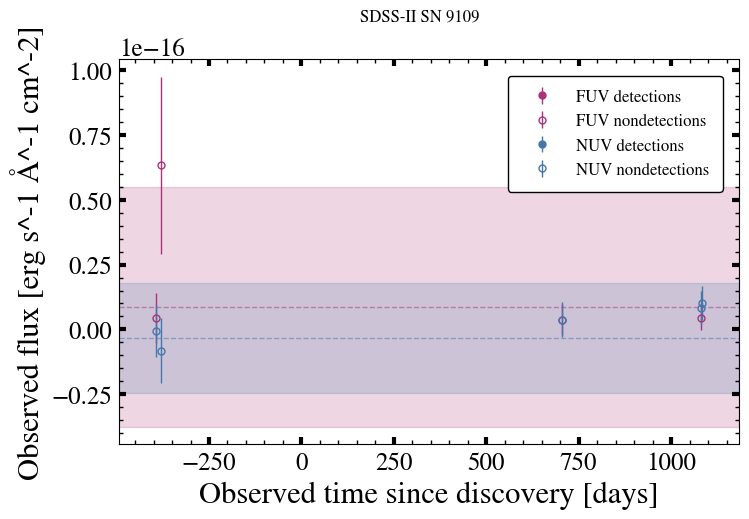 SDSS-II SN 9109
1e−16
1.00
0.75
0.50
0.25
0.00
−0.25
Observed flux [erg s^-1 Å^-1 cm^-2]
FUV detections
FUV nondetections
NUV detections
NUV nondetections
−250 0 250 500 750 1000
Observed time since discovery [days]